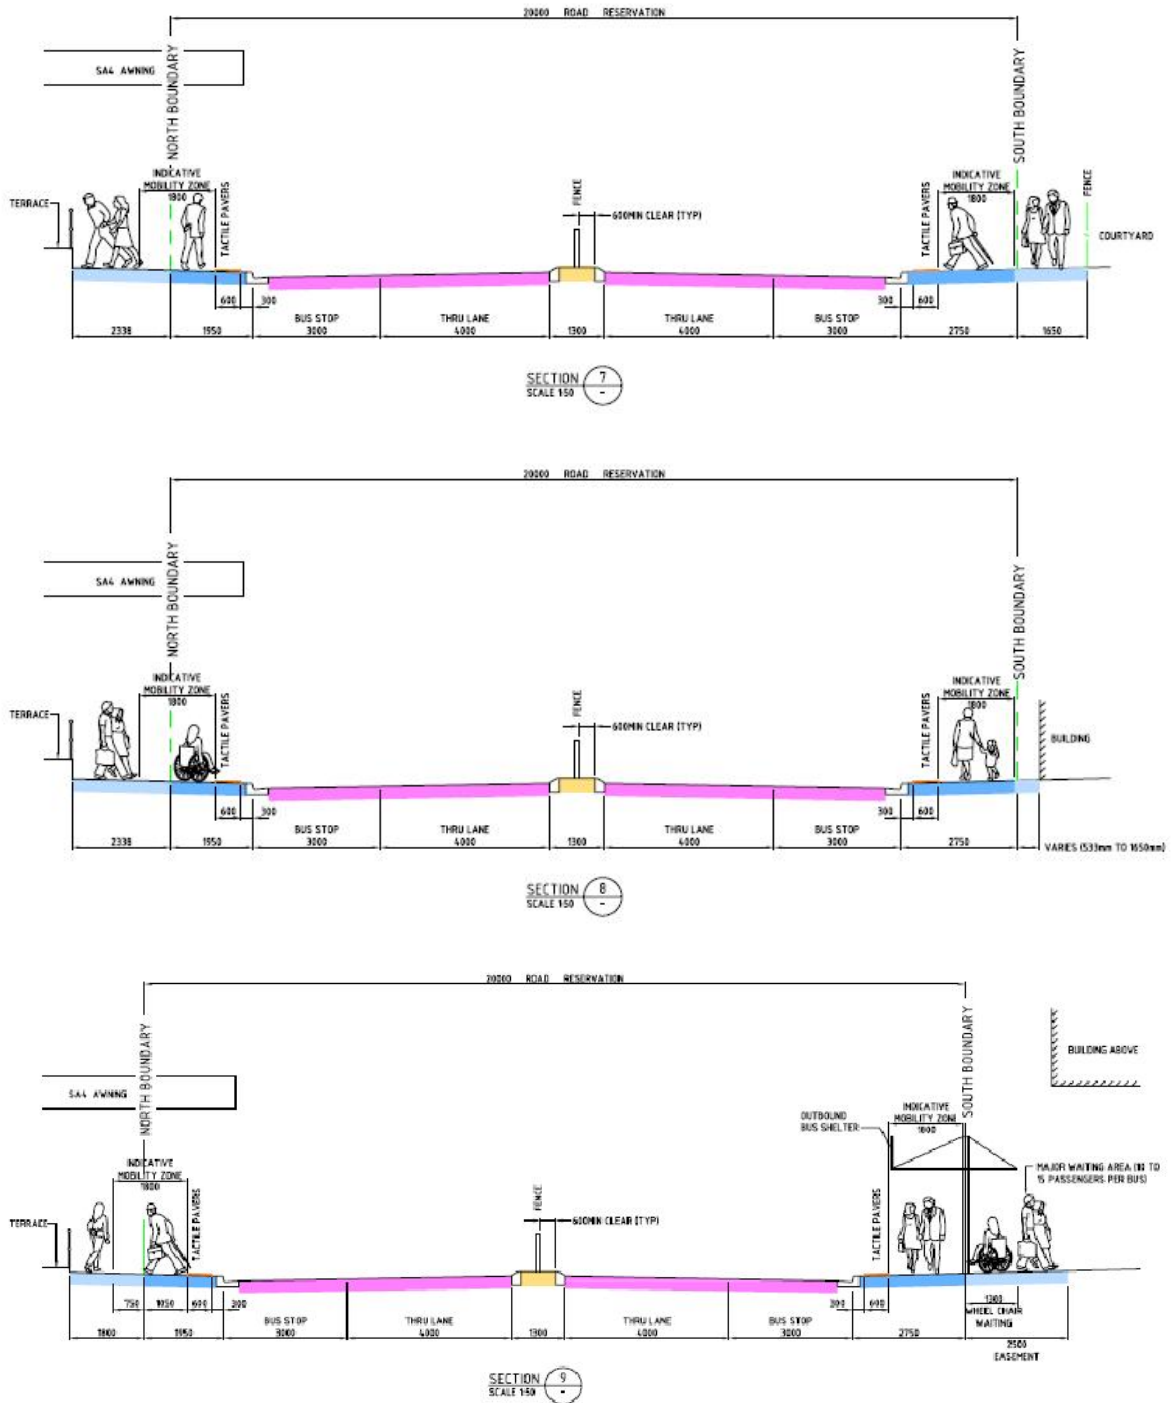 20000 ROAD RESERVATION
SA4 AWNING
NORTH BOUNDARY
SOUTH BOUNDARY
INDICATIVE
MOBILITY ZONE
1800
TACTILE PAVERS
TERRACE
FENCE
600MIN CLEAR (TYP)
TACTILE PAVERS
INDICATIVE
MOBILITY ZONE
1800
FENCE
COURTYARD
600
300
300
600
2338
1950
BUS STOP
3000
THRU LANE
4000
1300
THRU LANE
4000
BUS STOP
3000
2750
1650
SECTION 7
SCALE 1:50 -
20000 ROAD RESERVATION
SA4 AWNING
NORTH BOUNDARY
SOUTH BOUNDARY
INDICATIVE
MOBILITY ZONE
1800
TACTILE PAVERS
TERRACE
FENCE
600MIN CLEAR (TYP)
TACTILE PAVERS
INDICATIVE
MOBILITY ZONE
1800
BUILDING
600
300
300
600
2338
1950
BUS STOP
3000
THRU LANE
4000
1300
THRU LANE
4000
BUS STOP
3000
2750
VARIES (533mm TO 1650mm)
SECTION 8
SCALE 1:50 -
20000 ROAD RESERVATION
SA4 AWNING
NORTH BOUNDARY
SOUTH BOUNDARY
BUILDING ABOVE
INDICATIVE
MOBILITY ZONE
1800
TACTILE PAVERS
TERRACE
FENCE
600MIN CLEAR (TYP)
OUTBOUND
BUS SHELTER
INDICATIVE
MOBILITY ZONE
1800
TACTILE PAVERS
MAJOR WAITING AREA (10 TO
15 PASSENGERS PER BUS)
750
1050
600
300
300
600
1300
WHEEL CHAIR
WAITING
1800
1950
BUS STOP
3000
THRU LANE
4000
1300
THRU LANE
4000
BUS STOP
3000
2750
2500
EASEMENT
SECTION 9
SCALE 1:50 -